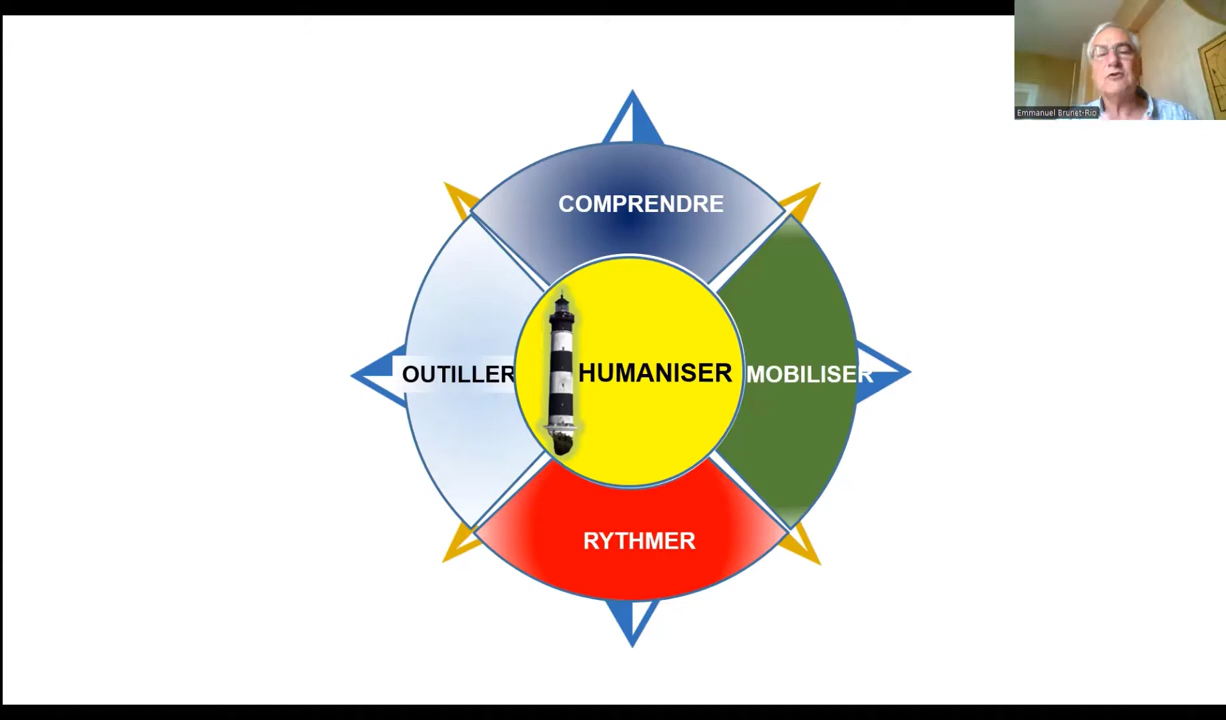 Emmanuel Brunet-Rio
COMPRENDRE
OUTILLER
HUMANISER
MOBILISER
RYTHMER